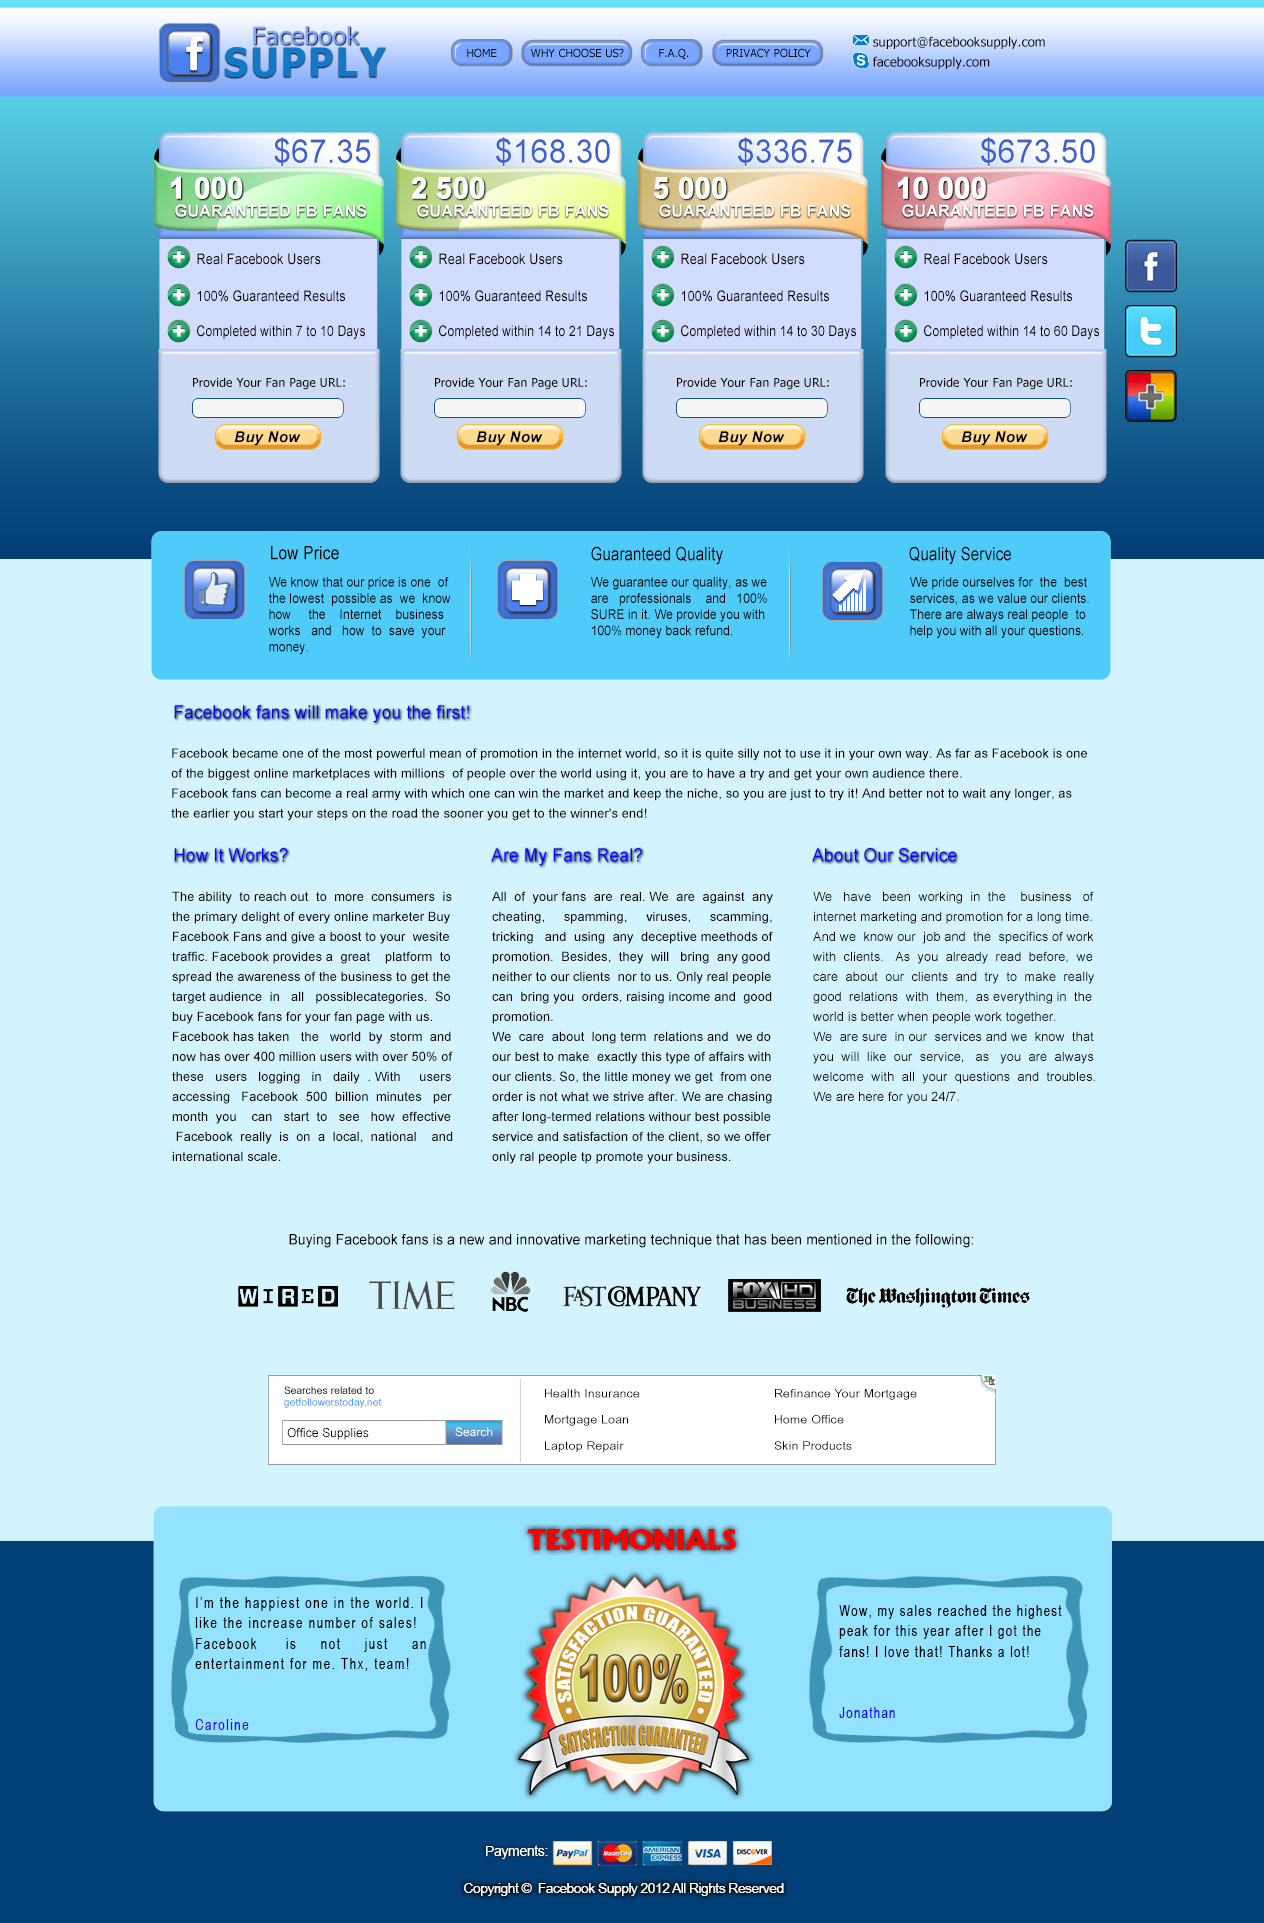 Facebook
SUPPLY
HOME
WHY CHOOSE US?
F.A.Q.
PRIVACY POLICY
support@facebooksupply.com
facebooksupply.com
$67.35
1 000
GUARANTEED FB FANS
Real Facebook Users
100% Guaranteed Results
Completed within 7 to 10 Days
Provide Your Fan Page URL:
Buy Now
$168.30
2 500
GUARANTEED FB FANS
Real Facebook Users
100% Guaranteed Results
Completed within 14 to 21 Days
Provide Your Fan Page URL:
Buy Now
$336.75
5 000
GUARANTEED FB FANS
Real Facebook Users
100% Guaranteed Results
Completed within 14 to 30 Days
Provide Your Fan Page URL:
Buy Now
$673.50
10 000
GUARANTEED FB FANS
Real Facebook Users
100% Guaranteed Results
Completed within 14 to 60 Days
Provide Your Fan Page URL:
Buy Now
Low Price
We know that our price is one of
the lowest possible as we know
how the Internet business
works and how to save your
money.
Guaranteed Quality
We guarantee our quality, as we
are professionals and 100%
SURE in it. We provide you with
100% money back refund.
Quality Service
We pride ourselves for the best
services, as we value our clients.
There are always real people to
help you with all your questions.
Facebook fans will make you the first!
Facebook became one of the most powerful mean of promotion in the internet world, so it is quite silly not to use it in your own way. As far as Facebook is one
of the biggest online marketplaces with millions of people over the world using it, you are to have a try and get your own audience there.
Facebook fans can become a real army with which one can win the market and keep the niche, so you are just to try it! And better not to wait any longer, as
the earlier you start your steps on the road the sooner you get to the winner's end!
How It Works?
The ability to reach out to more consumers is
the primary delight of every online marketer Buy
Facebook Fans and give a boost to your wesite
traffic. Facebook provides a great platform to
spread the awareness of the business to get the
target audience in all possiblecategories. So
buy Facebook fans for your fan page with us.
Facebook has taken the world by storm and
now has over 400 million users with over 50% of
these users logging in daily . With users
accessing Facebook 500 billion minutes per
month you can start to see how effective
Facebook really is on a local, national and
international scale.
Are My Fans Real?
All of your fans are real. We are against any
cheating, spamming, viruses, scamming,
tricking and using any deceptive meethods of
promotion. Besides, they will bring any good
neither to our clients nor to us. Only real people
can bring you orders, raising income and good
promotion.
We care about long term relations and we do
our best to make exactly this type of affairs with
our clients. So, the little money we get from one
order is not what we strive after. We are chasing
after long-termed relations withour best possible
service and satisfaction of the client, so we offer
only ral people tp promote your business.
About Our Service
We have been working in the business of
internet marketing and promotion for a long time.
And we know our job and the specifics of work
with clients. As you already read before, we
care about our clients and try to make really
good relations with them, as everything in the
world is better when people work together.
We are sure in our services and we know that
you will like our service, as you are always
welcome with all your questions and troubles.
We are here for you 24/7.
Buying Facebook fans is a new and innovative marketing technique that has been mentioned in the following:
WIRED
TIME
NBC
FAST COMPANY
FOX HD
BUSINESS
The Washington Times
Searches related to
getfollowerstoday,net
Office Supplies
Search
Health Insurance
Mortgage Loan
Laptop Repair
Refinance Your Mortgage
Home Office
Skin Products
TESTIMONIALS
I'm the happiest one in the world. I
like the increase number of sales!
Facebook is not just an
entertainment for me. Thx, team!
Caroline
SATISFACTION GUARANTEED
100%
SATISFACTION GUARANTEED
Wow, my sales reached the highest
peak for this year after I got the
fans! I love that! Thanks a lot!
Jonathan
Payments:
PayPal
MasterCard
AMERICAN EXPRESS
VISA
DISCOVER
Copyright © Facebook Supply 2012 All Rights Reserved